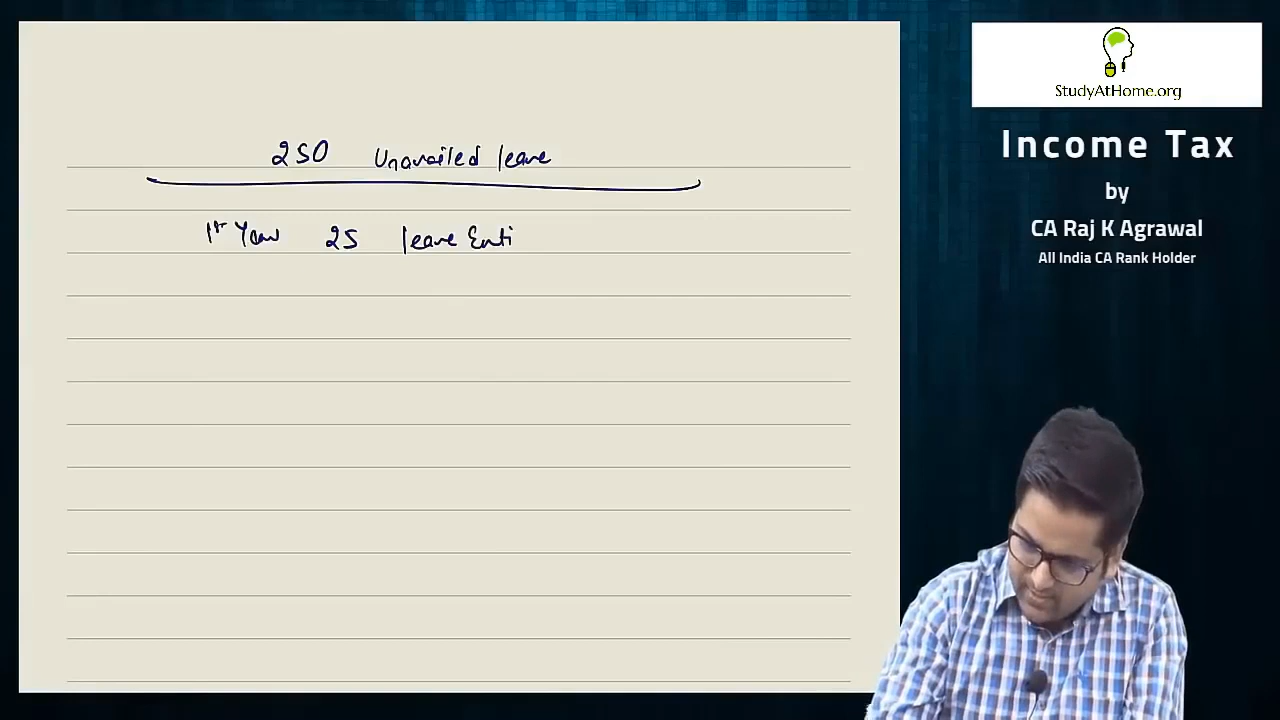 250 Unavailed leave
1st Year 25 leave Enti
StudyAtHome.org
Income Tax
by
CA Raj K Agrawal
All India CA Rank Holder